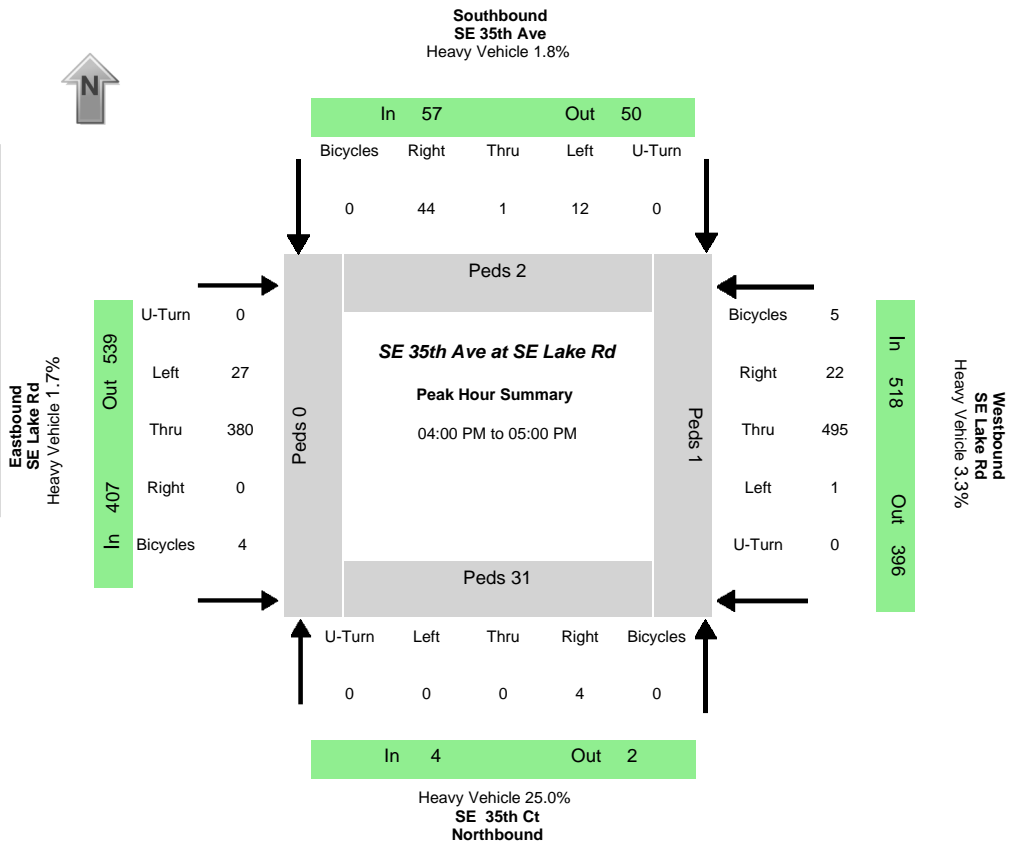 Southbound
SE 35th Ave
Heavy Vehicle 1.8%
N
In 57 Out 50
Bicycles Right Thru Left U-Turn
0 44 1 12 0
Peds 2
Eastbound
SE Lake Rd
Heavy Vehicle 1.7%
In 407 Out 539
U-Turn 0
Left 27
Thru 380
Right 0
Bicycles 4
Peds 0
SE 35th Ave at SE Lake Rd
Peak Hour Summary
04:00 PM to 05:00 PM
Peds 1
Bicycles 5
Right 22
Thru 495
Left 1
U-Turn 0
In 518 Out 396
Westbound
SE Lake Rd
Heavy Vehicle 3.3%
Peds 31
U-Turn Left Thru Right Bicycles
0 0 0 4 0
In 4 Out 2
Heavy Vehicle 25.0%
SE 35th Ct
Northbound